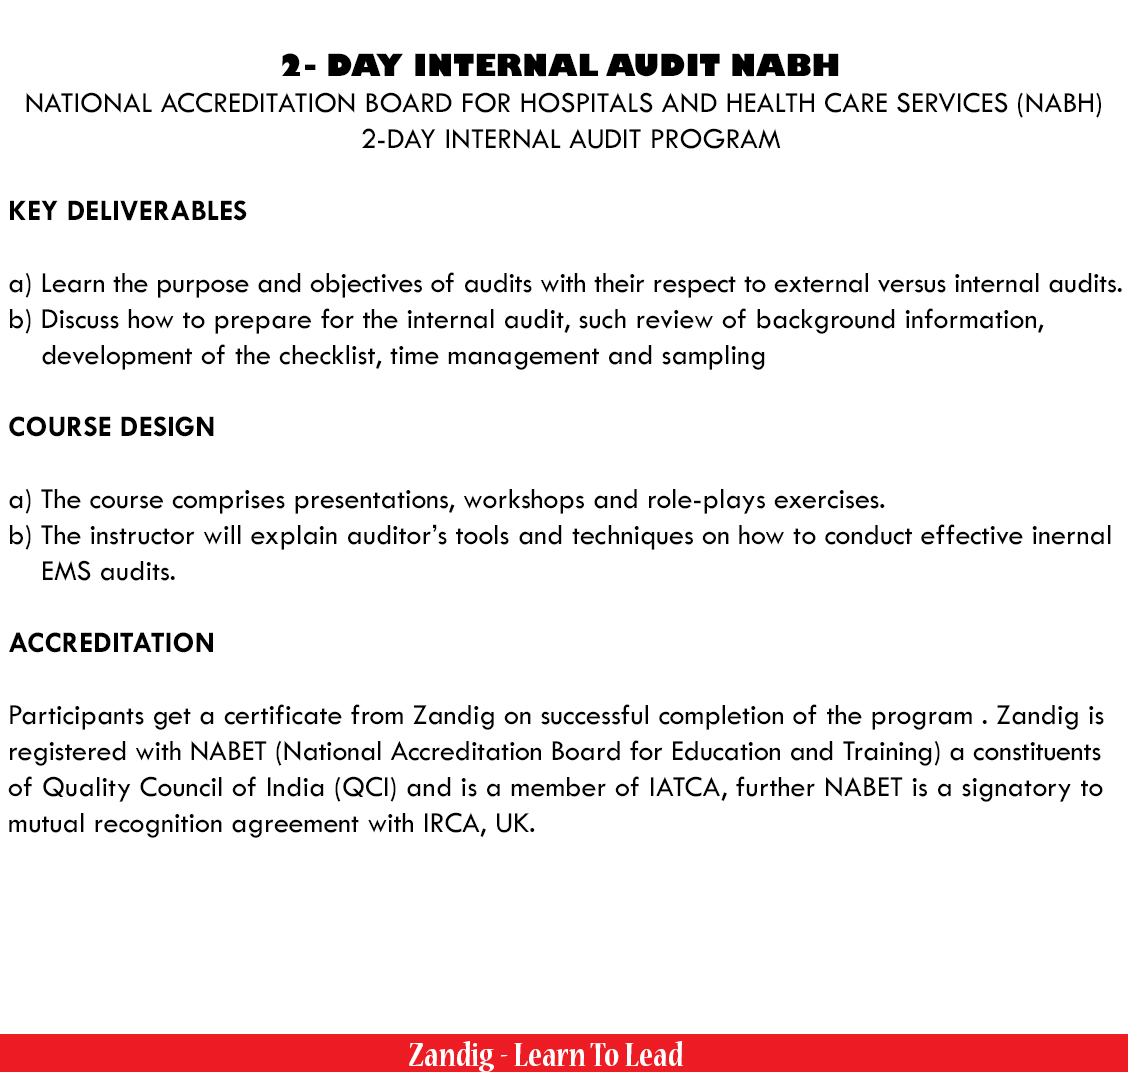 2- DAY INTERNAL AUDIT NABH
NATIONAL ACCREDITATION BOARD FOR HOSPITALS AND HEALTH CARE SERVICES (NABH)
2-DAY INTERNAL AUDIT PROGRAM
KEY DELIVERABLES
a) Learn the purpose and objectives of audits with their respect to external versus internal audits.
b) Discuss how to prepare for the internal audit, such review of background information,
development of the checklist, time management and sampling
COURSE DESIGN
a) The course comprises presentations, workshops and role-plays exercises.
b) The instructor will explain auditor’s tools and techniques on how to conduct effective inernal
EMS audits.
ACCREDITATION
Participants get a certificate from Zandig on successful completion of the program . Zandig is
registered with NABET (National Accreditation Board for Education and Training) a constituents
of Quality Council of India (QCI) and is a member of IATCA, further NABET is a signatory to
mutual recognition agreement with IRCA, UK.
Zandig - Learn To Lead